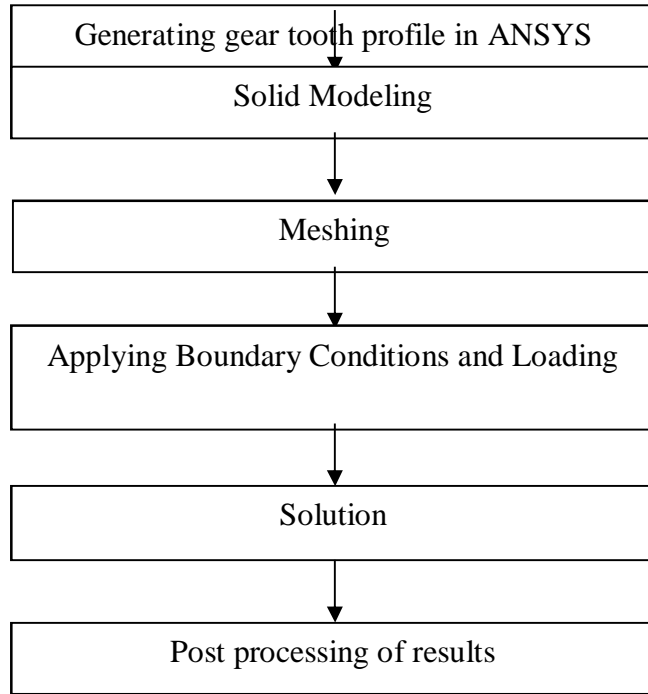 Generating gear tooth profile in ANSYS
Solid Modeling
Meshing
Applying Boundary Conditions and Loading
Solution
Post processing of results